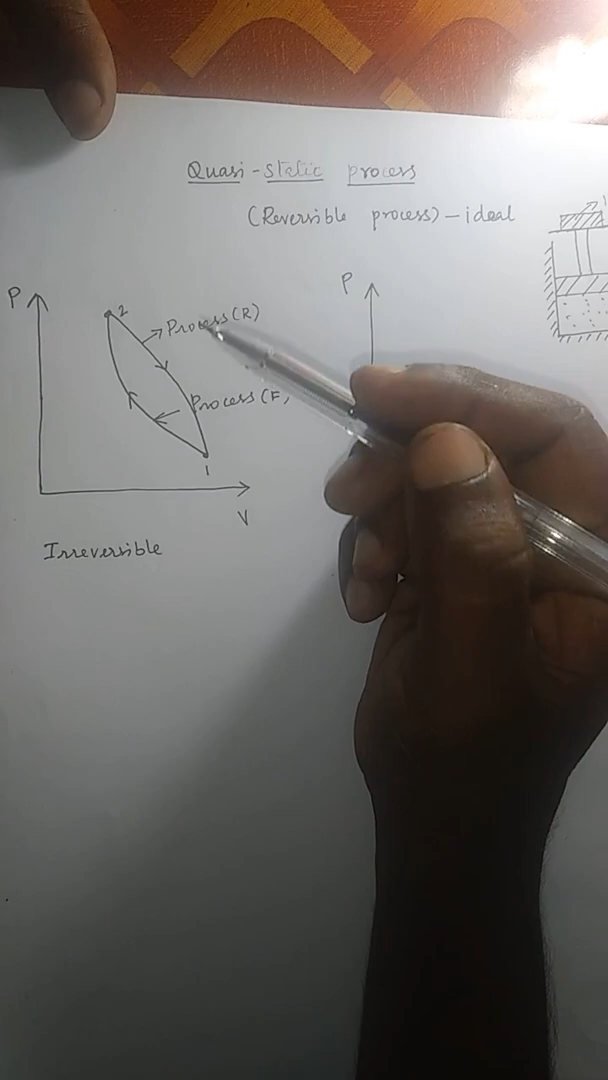 Quasi-static process
(Reversible process) - ideal
P
2
Process(R)
Process(F)
1
V
Irreversible
P